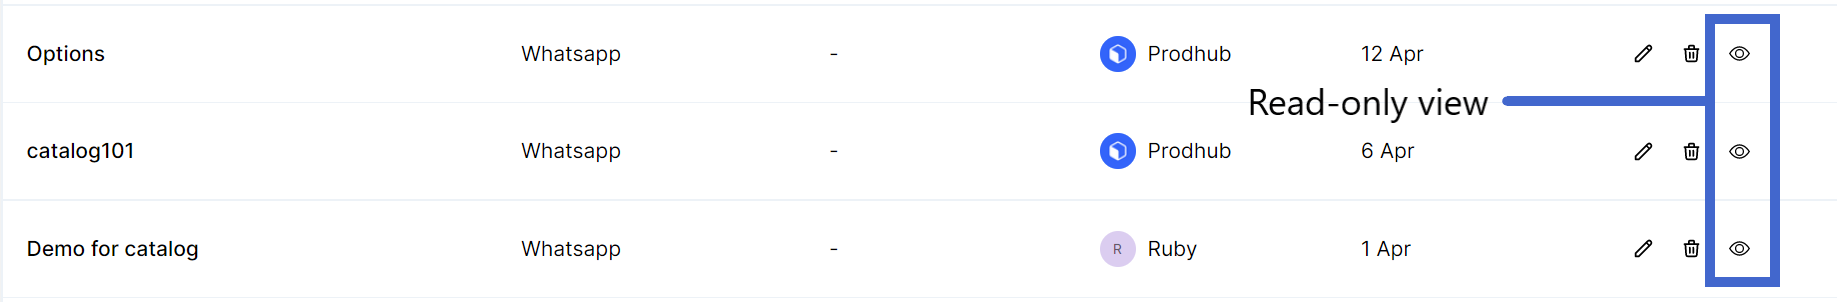 Options Whatsapp - Prodhub 12 Apr
Read-only view
catalog101 Whatsapp - Prodhub 6 Apr
Demo for catalog Whatsapp - R Ruby 1 Apr